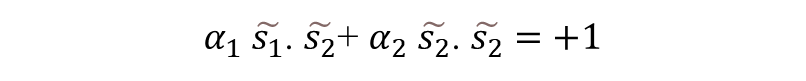 α₁ s̃₁. s̃₂+ α₂ s̃₂. s̃₂ = +1